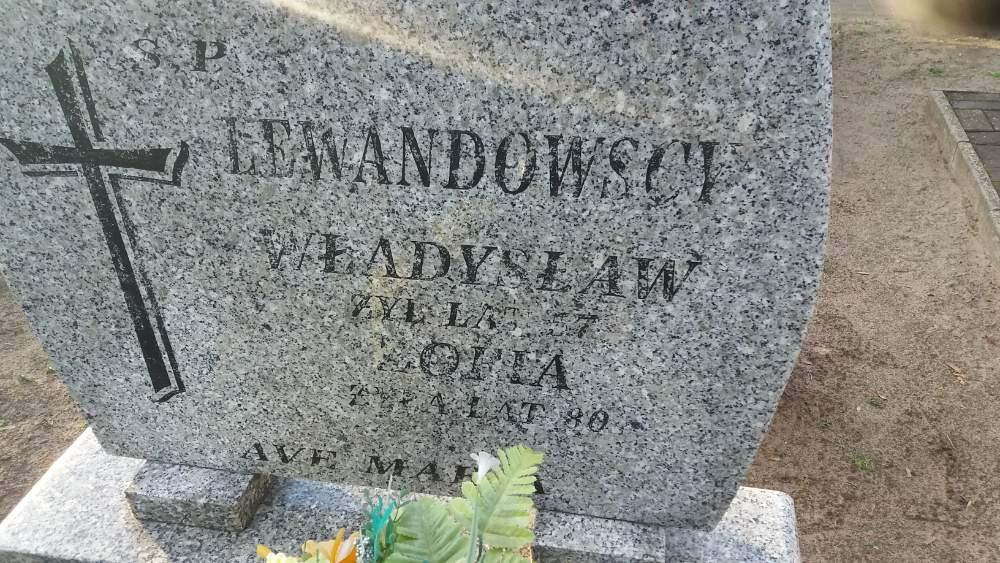 Ś P
LEWANDOWSCY
WŁADYSŁAW
ŻYŁ LAT
ZOFIA
ŻYŁA LAT 80
AVE MARIA